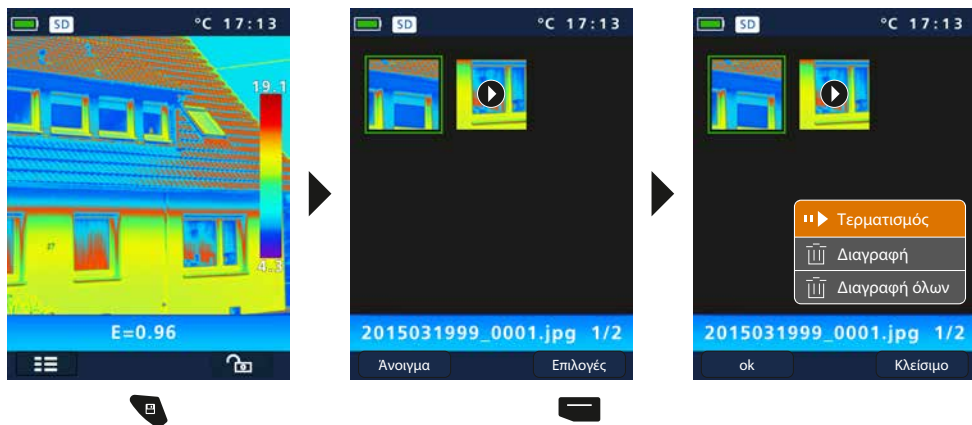 SD °C 17:13
19.1
27
4.3
E=0.96
SD °C 17:13
2015031999_0001.jpg 1/2
Άνοιγμα Επιλογές
SD °C 17:13
Τερματισμός
Διαγραφή
Διαγραφή όλων
2015031999_0001.jpg 1/2
ok Κλείσιμο